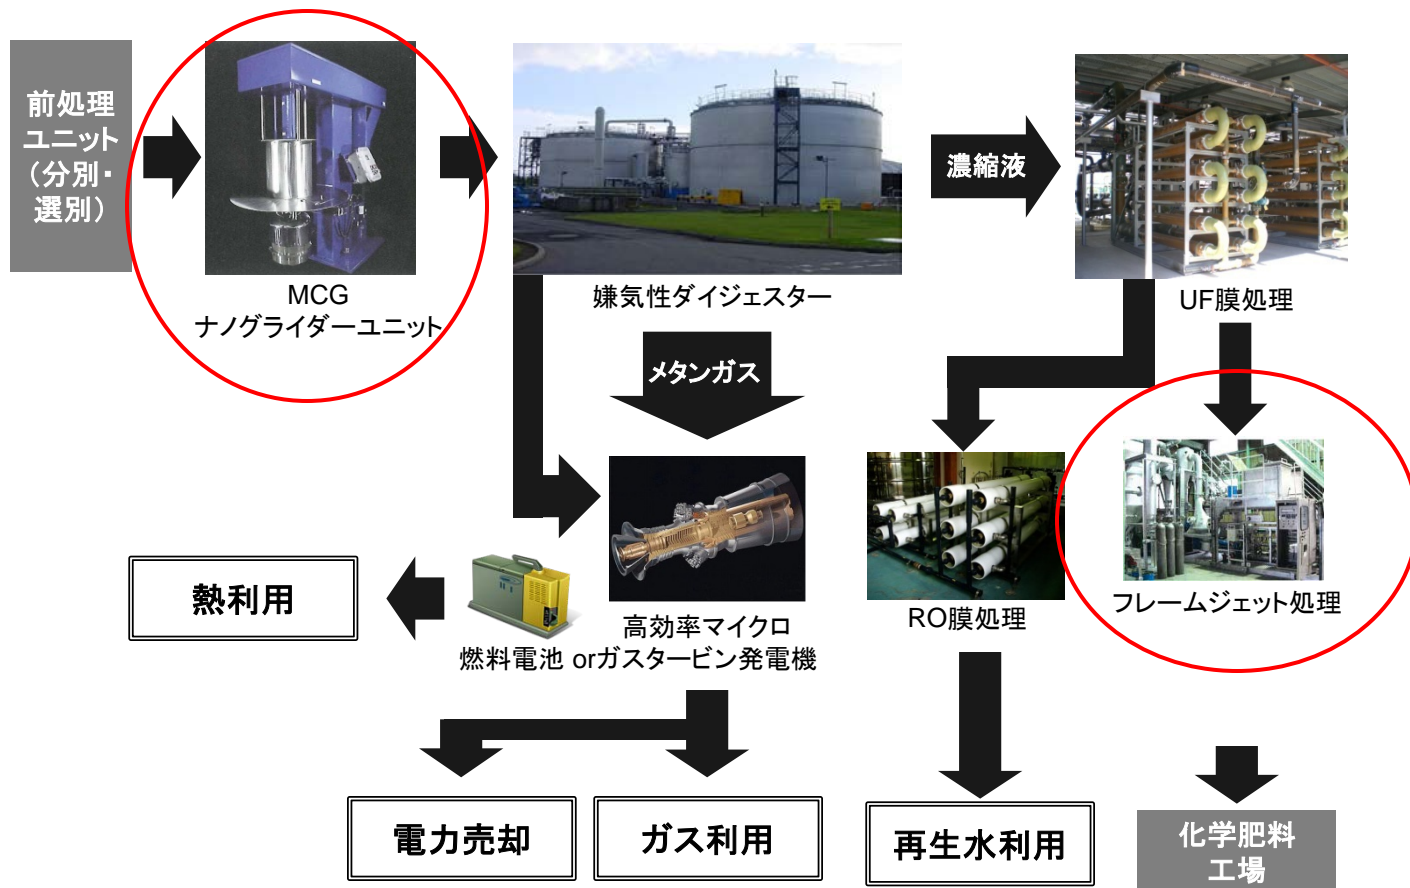 前処理
ユニット
（分別・
選別）
MCG
ナノグライダーユニット
嫌気性ダイジェスター
濃縮液
UF膜処理
メタンガス
熱利用
高効率マイクロ
燃料電池 orガスタービン発電機
RO膜処理
フレームジェット処理
電力売却
ガス利用
再生水利用
化学肥料
工場